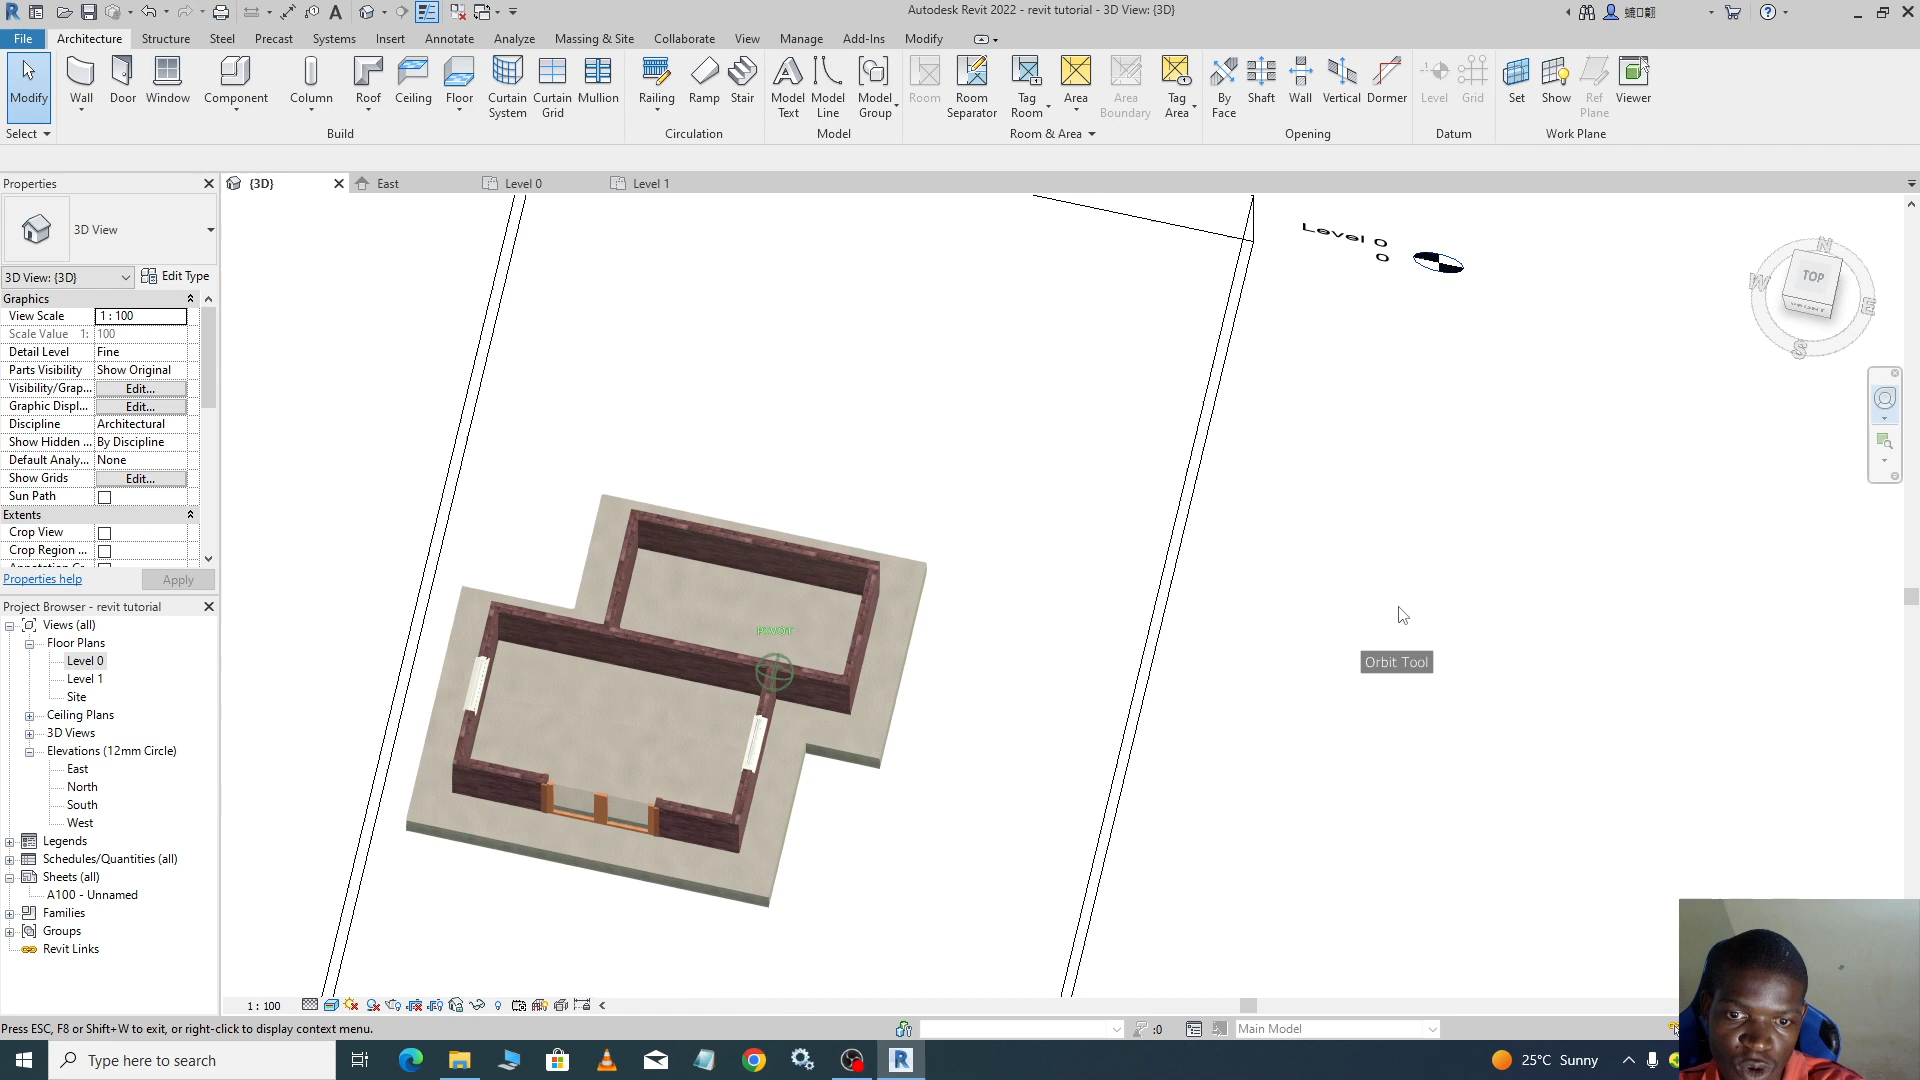 Autodesk Revit 2022 - revit tutorial - 3D View: {3D}
File Architecture Structure Steel Precast Systems Insert Annotate Analyze Massing & Site Collaborate View Manage Add-Ins Modify
Modify Wall Door Window Component Column Roof Ceiling Floor Curtain System Curtain Grid Mullion Railing Ramp Stair Model Text Model Line Model Group Room Room Separator Tag Room Area Area Boundary Tag Area By Face Shaft Wall Vertical Dormer Level Grid Set Show Ref Plane Viewer
Select Build Circulation Model Room & Area Opening Datum Work Plane
Properties
{3D} East Level 0 Level 1
3D View
3D View: {3D} Edit Type
Graphics
View Scale 1 : 100
Scale Value 1: 100
Detail Level Fine
Parts Visibility Show Original
Visibility/Grap... Edit...
Graphic Displ... Edit...
Discipline Architectural
Show Hidden ... By Discipline
Default Analy... None
Show Grids Edit...
Sun Path
Extents
Crop View
Crop Region ...
Properties help Apply
Project Browser - revit tutorial
Views (all)
Floor Plans
Level 0
Level 1
Site
Ceiling Plans
3D Views
Elevations (12mm Circle)
East
North
South
West
Legends
Schedules/Quantities (all)
Sheets (all)
A100 - Unnamed
Families
Groups
Revit Links
Level 0
0
N
W TOP E
S
PIVOT
Orbit Tool
1 : 100
Press ESC, F8 or Shift+W to exit, or right-click to display context menu.
:0 Main Model
Type here to search
25°C Sunny